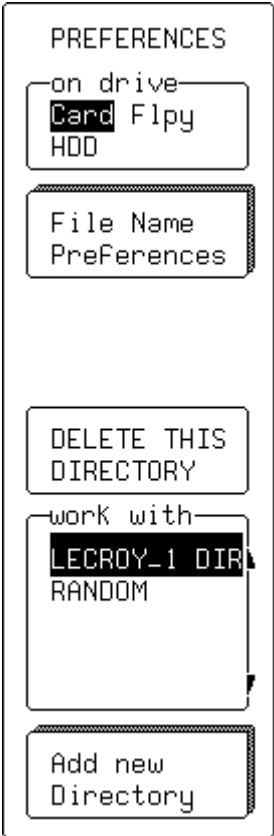 PREFERENCES
on drive
Card Flpy
HDD
File Name
Preferences
DELETE THIS
DIRECTORY
work with
LECROY_1 DIR
RANDOM
Add new
Directory